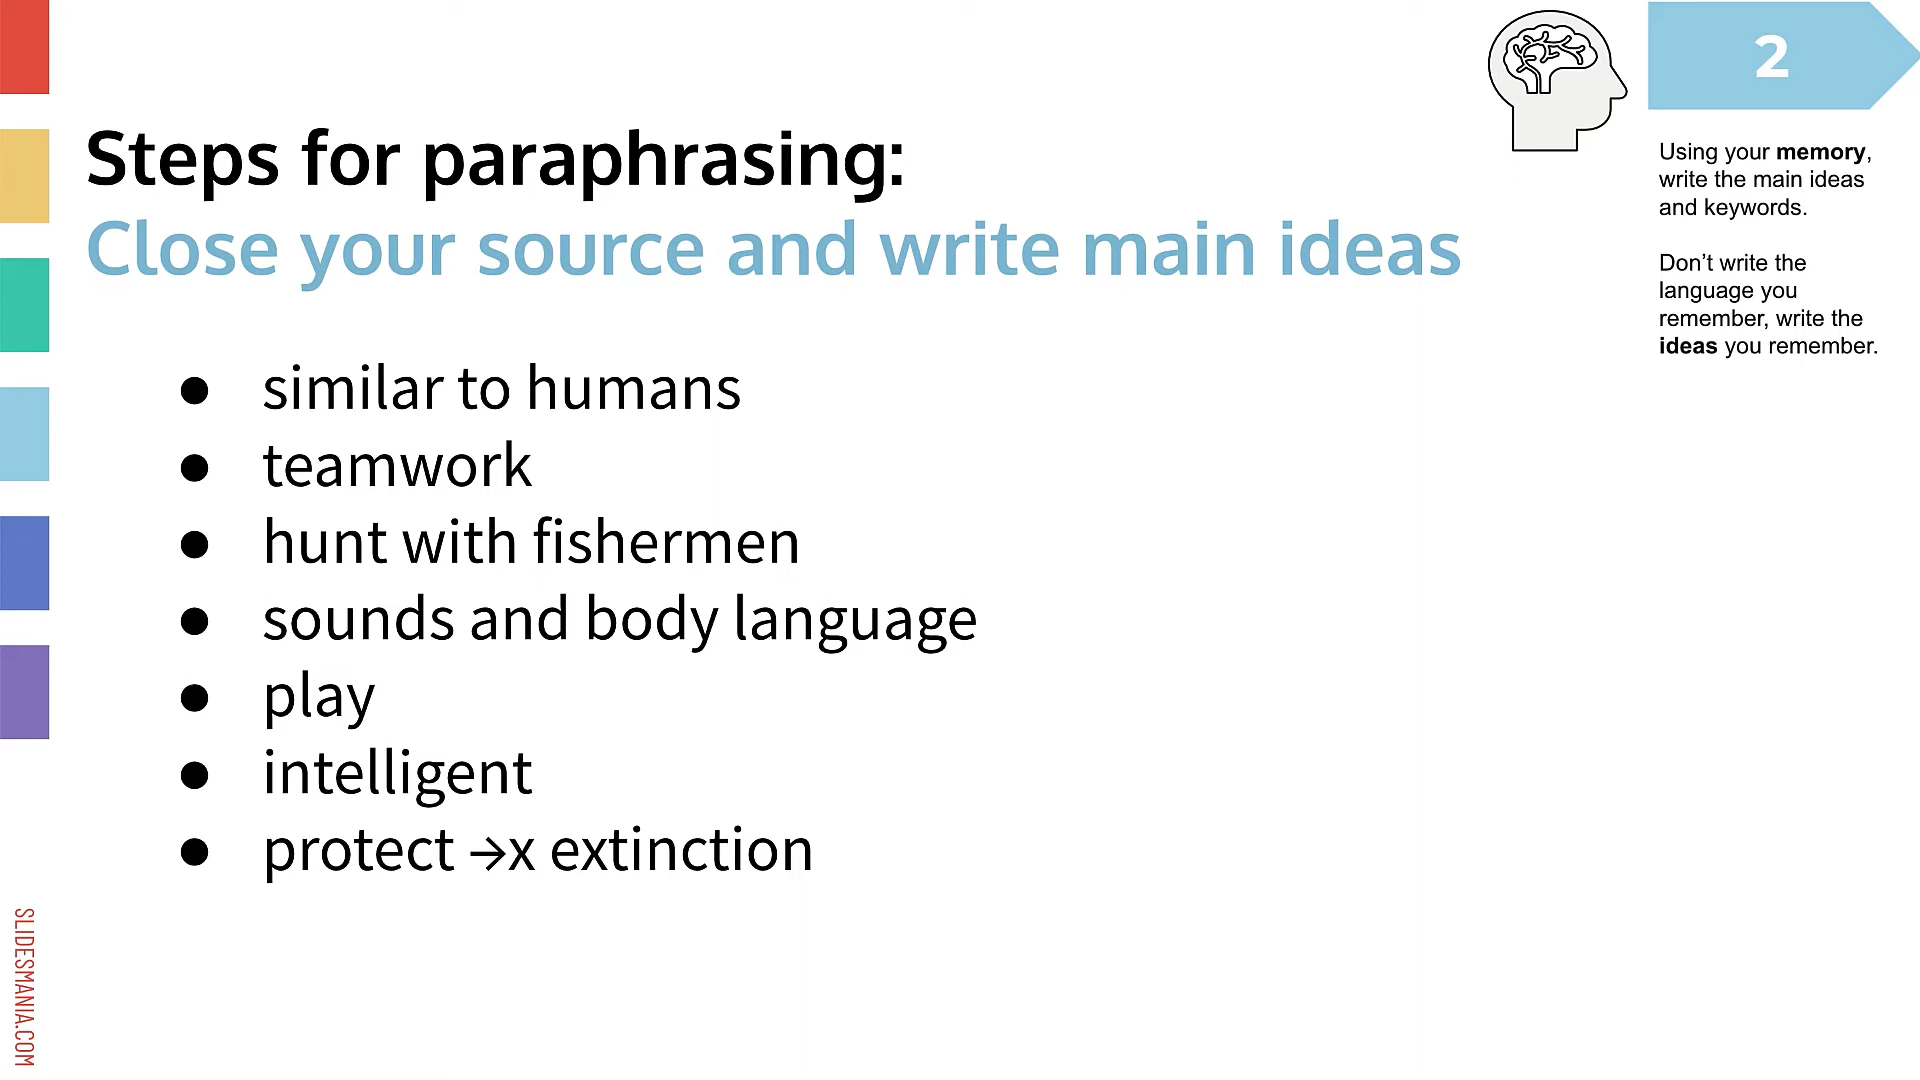 Steps for paraphrasing:
Close your source and write main ideas
● similar to humans
● teamwork
● hunt with fishermen
● sounds and body language
● play
● intelligent
● protect →x extinction
2
Using your memory,
write the main ideas
and keywords.
Don’t write the
language you
remember, write the
ideas you remember.
SLIDESMANIA.COM